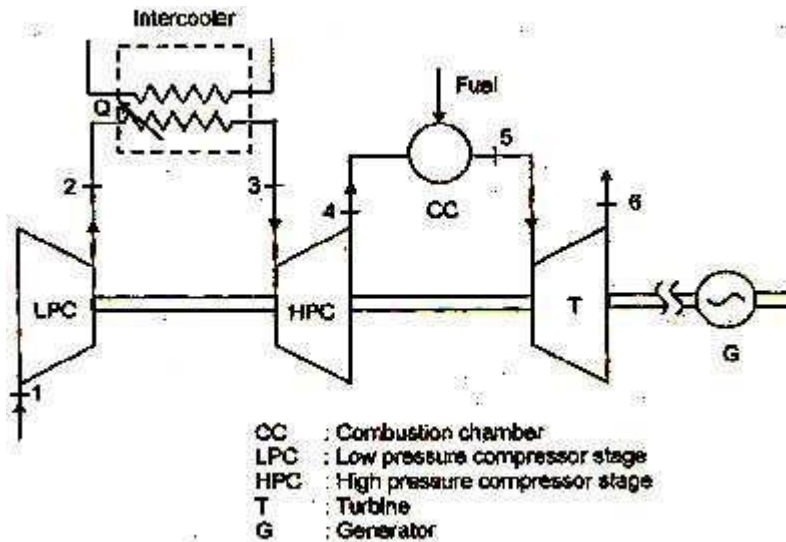 Intercooler
Q
Fuel
5
CC
2
3
4
6
LPC
HPC
T
G
1
CC : Combustion chamber
LPC : Low pressure compressor stage
HPC : High pressure compressor stage
T : Turbine
G : Generator